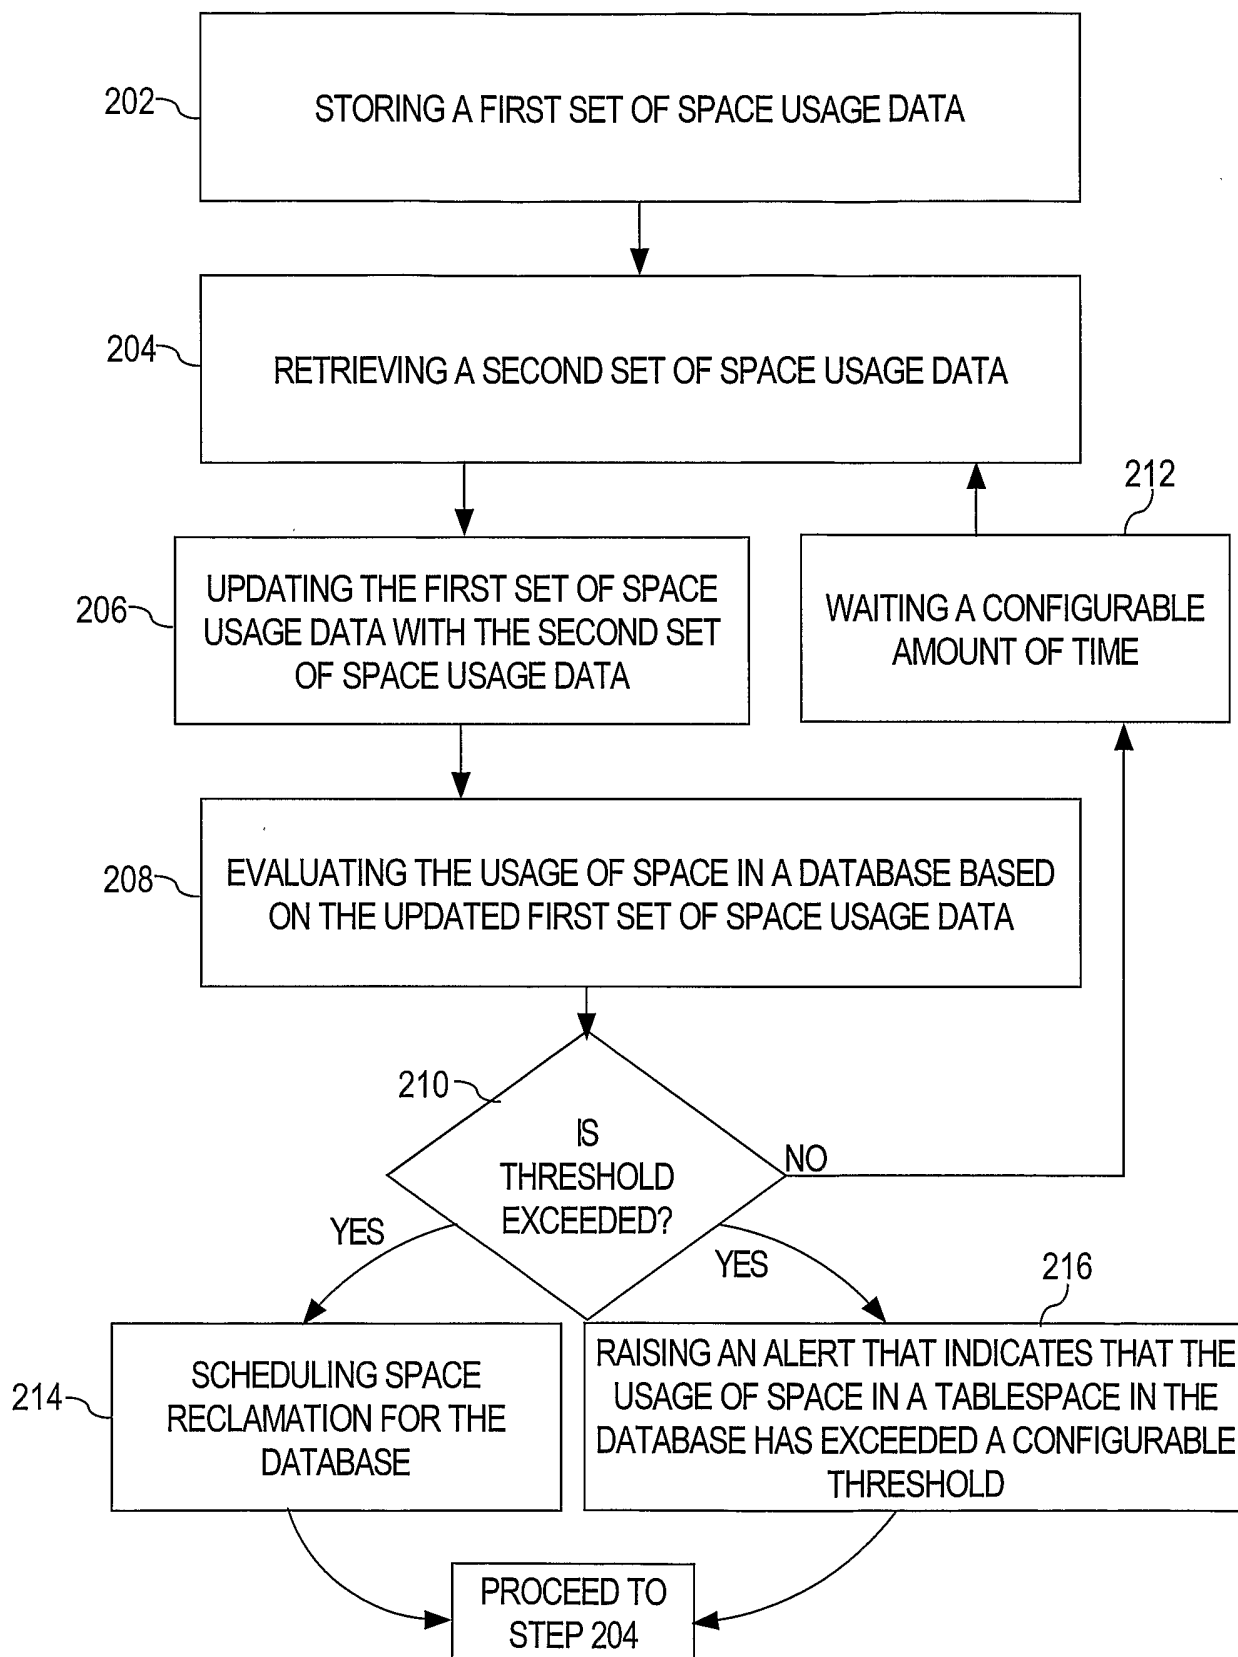 202
STORING A FIRST SET OF SPACE USAGE DATA
204
RETRIEVING A SECOND SET OF SPACE USAGE DATA
212
206
UPDATING THE FIRST SET OF SPACE
USAGE DATA WITH THE SECOND SET
OF SPACE USAGE DATA
WAITING A CONFIGURABLE
AMOUNT OF TIME
208
EVALUATING THE USAGE OF SPACE IN A DATABASE BASED
ON THE UPDATED FIRST SET OF SPACE USAGE DATA
210
IS
THRESHOLD
EXCEEDED?
NO
YES
YES
214
SCHEDULING SPACE
RECLAMATION FOR THE
DATABASE
216
RAISING AN ALERT THAT INDICATES THAT THE
USAGE OF SPACE IN A TABLESPACE IN THE
DATABASE HAS EXCEEDED A CONFIGURABLE
THRESHOLD
PROCEED TO
STEP 204